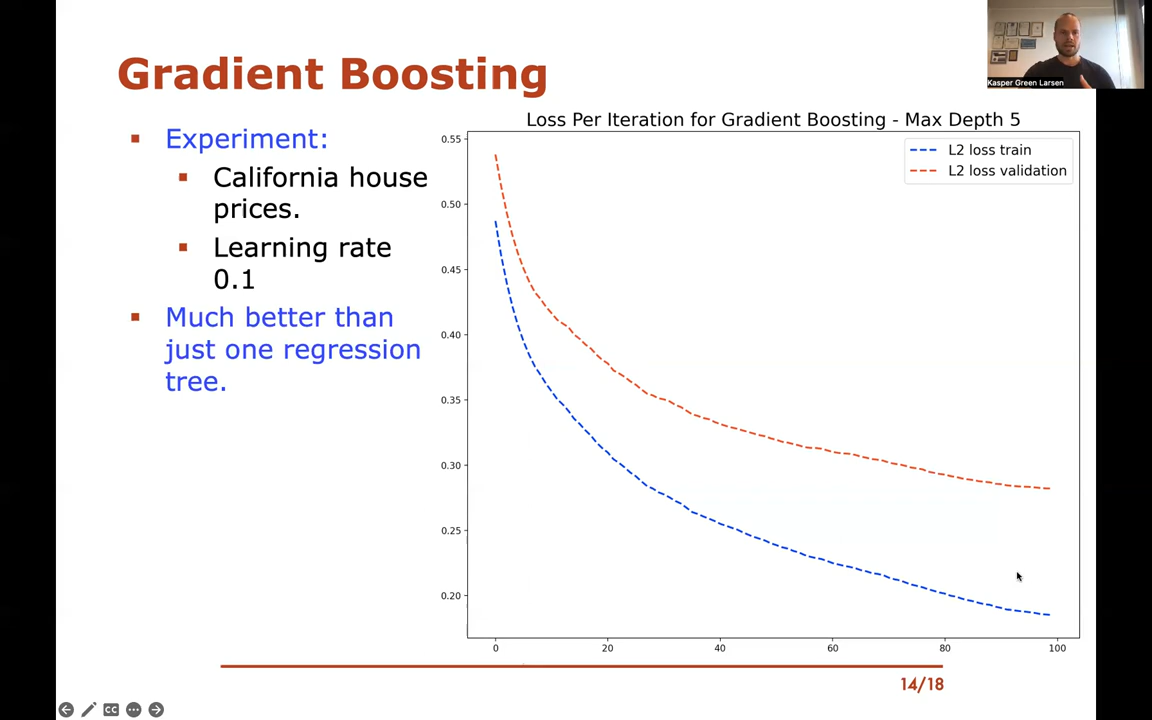 Gradient Boosting
Kasper Green Larsen
▪ Experiment:
▪ California house
prices.
▪ Learning rate
0.1
▪ Much better than
just one regression
tree.
Loss Per Iteration for Gradient Boosting - Max Depth 5
L2 loss train
L2 loss validation
0.55
0.50
0.45
0.40
0.35
0.30
0.25
0.20
0 20 40 60 80 100
14/18
CC